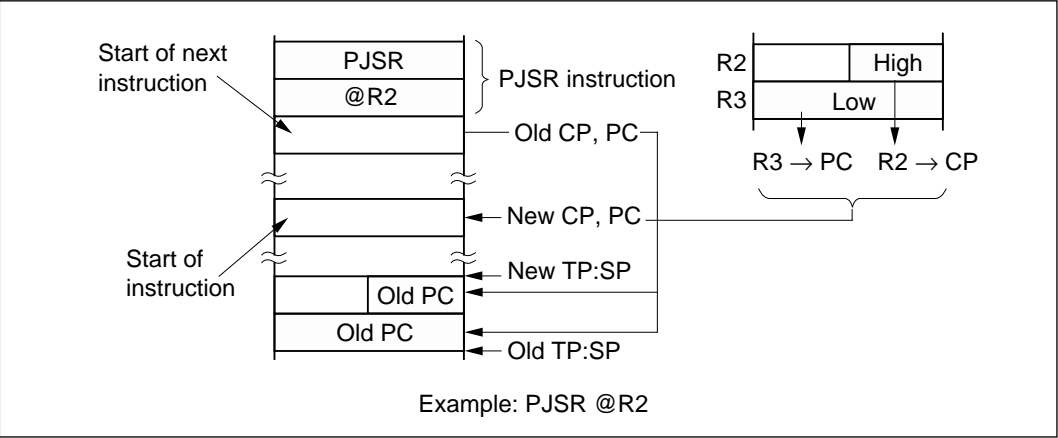 Start of next
instruction
PJSR
@R2
PJSR instruction
Old CP, PC
New CP, PC
Start of
instruction
New TP:SP
Old PC
Old PC
Old TP:SP
R2
High
R3
Low
R3 → PC
R2 → CP
Example: PJSR @R2